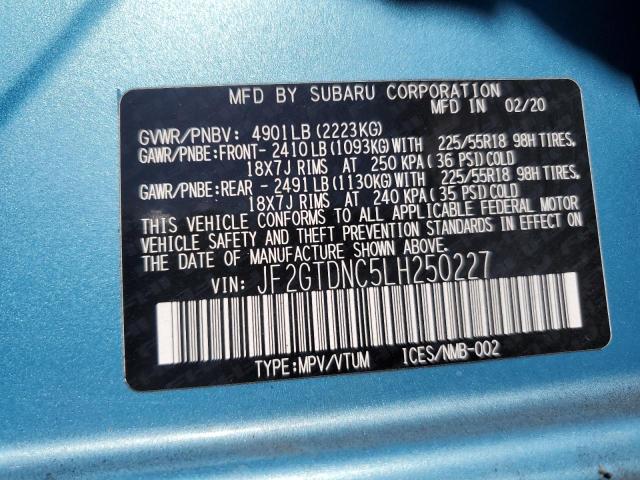 MFD BY SUBARU CORPORATION
MFD IN 02/20
GVWR/PNBV: 4901LB (2223KG)
GAWR/PNBE: FRONT- 2410LB (1093KG) WITH 225/55R18 98H TIRES,
18X7J RIMS AT 250 KPA ( 36 PSI) COLD
GAWR/PNBE: REAR - 2491LB (1130KG) WITH 225/55R18 98H TIRES,
18X7J RIMS AT 240 KPA ( 35 PSI) COLD
THIS VEHICLE CONFORMS TO ALL APPLICABLE FEDERAL MOTOR
VEHICLE SAFETY AND THEFT PREVENTION STANDARDS IN EFFECT ON
THE DATE OF MANUFACTURE SHOWN ABOVE.
VIN: JF2GTDNC5LH250227
TYPE: MPV/VTUM ICES/NMB-002